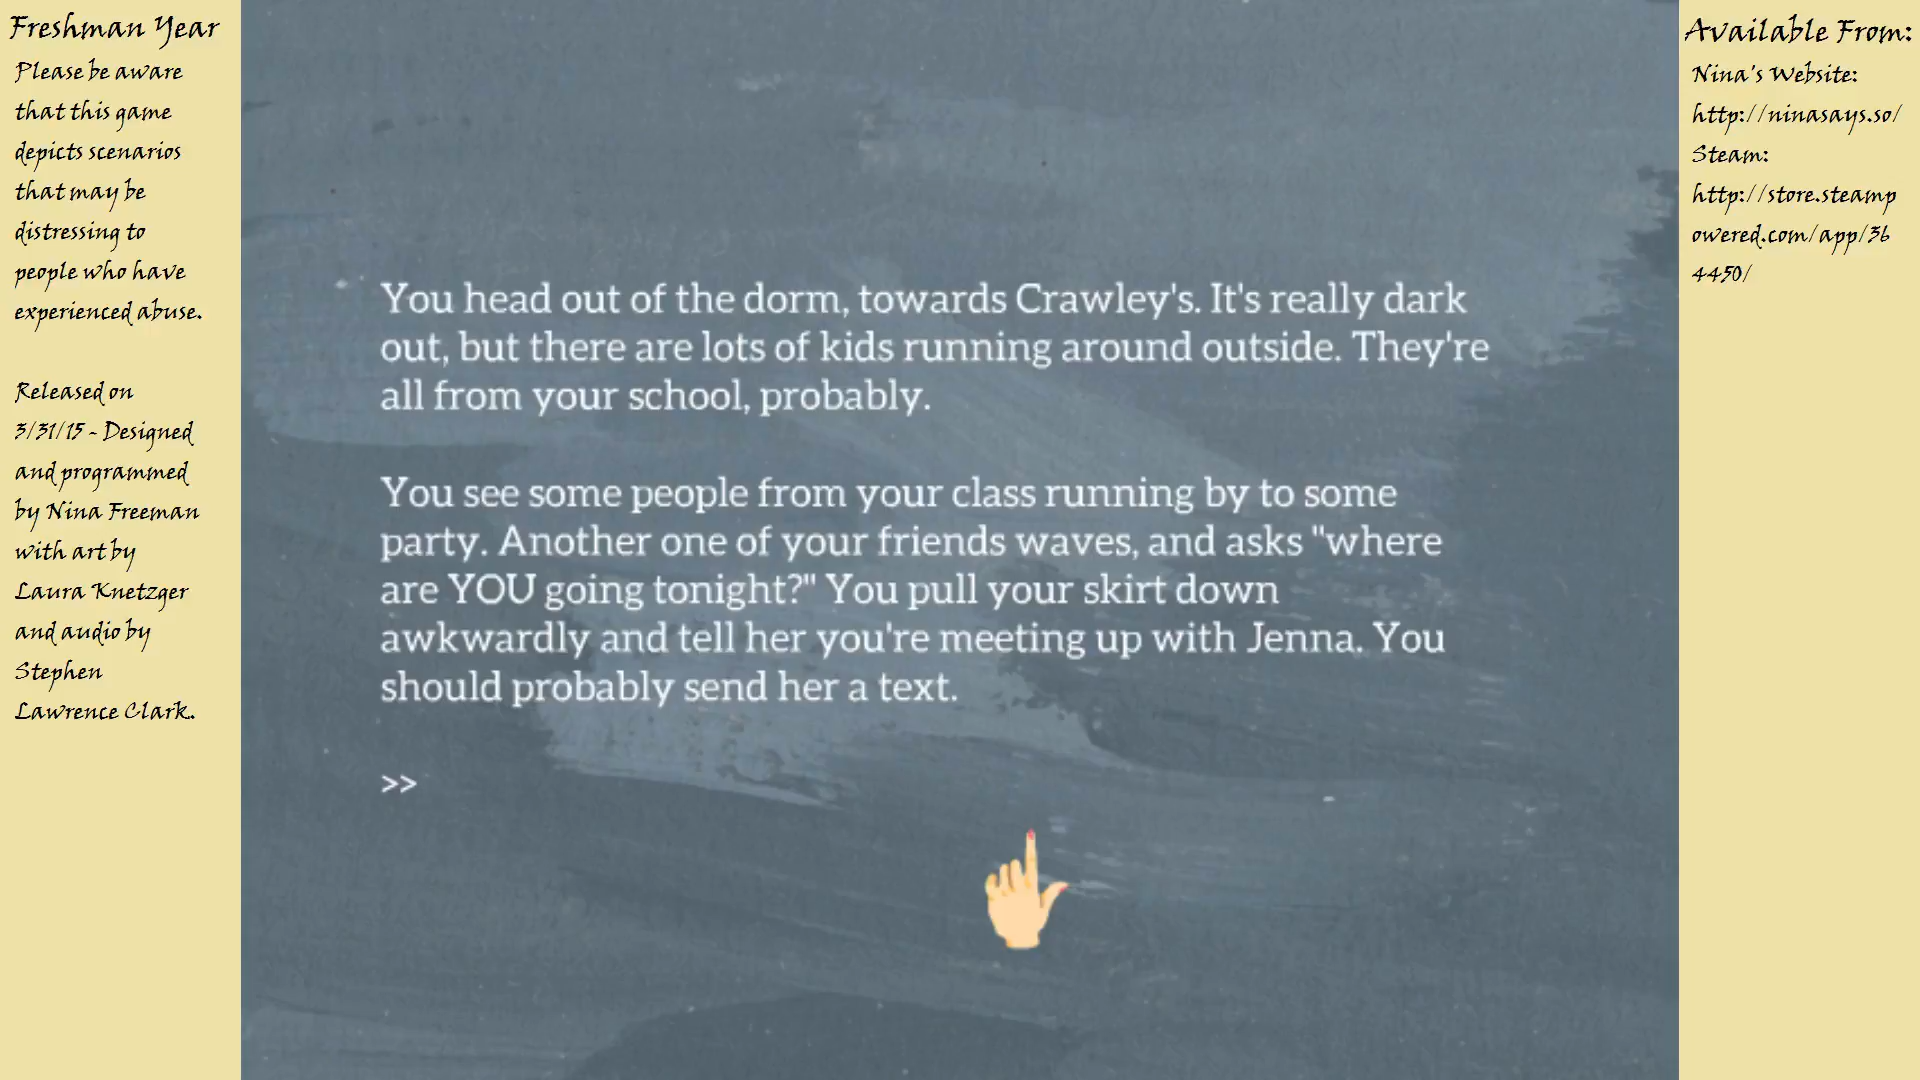 Freshman Year
Please be aware
that this game
depicts scenarios
that may be
distressing to
people who have
experienced abuse.
Released on
3/31/15 - Designed
and programmed
by Nina Freeman
with art by
Laura Knetzger
and audio by
Stephen
Lawrence Clark.
You head out of the dorm, towards Crawley's. It's really dark
out, but there are lots of kids running around outside. They're
all from your school, probably.
You see some people from your class running by to some
party. Another one of your friends waves, and asks "where
are YOU going tonight?" You pull your skirt down
awkwardly and tell her you're meeting up with Jenna. You
should probably send her a text.
>>
Available From:
Nina's Website:
http://ninasays.so/
Steam:
http://store.steamp
owered.com/app/36
4450/